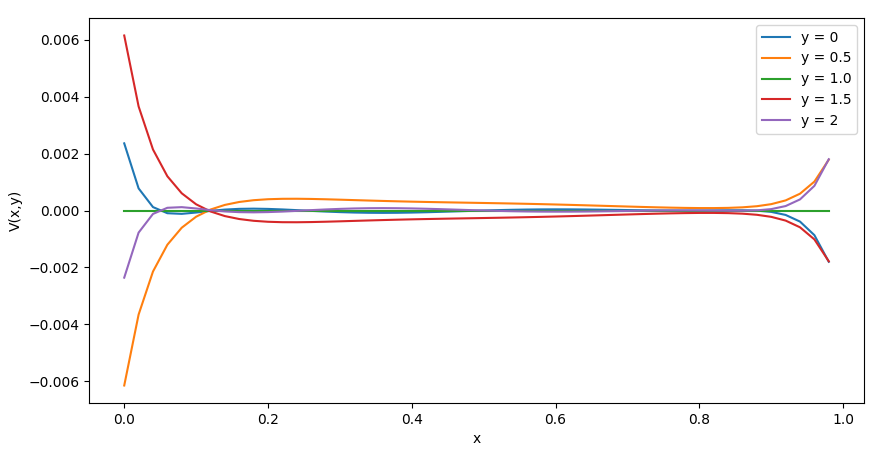 0.006
0.004
0.002
0.000
−0.002
−0.004
−0.006
V(x,y)
0.0
0.2
0.4
0.6
0.8
1.0
x
y = 0
y = 0.5
y = 1.0
y = 1.5
y = 2